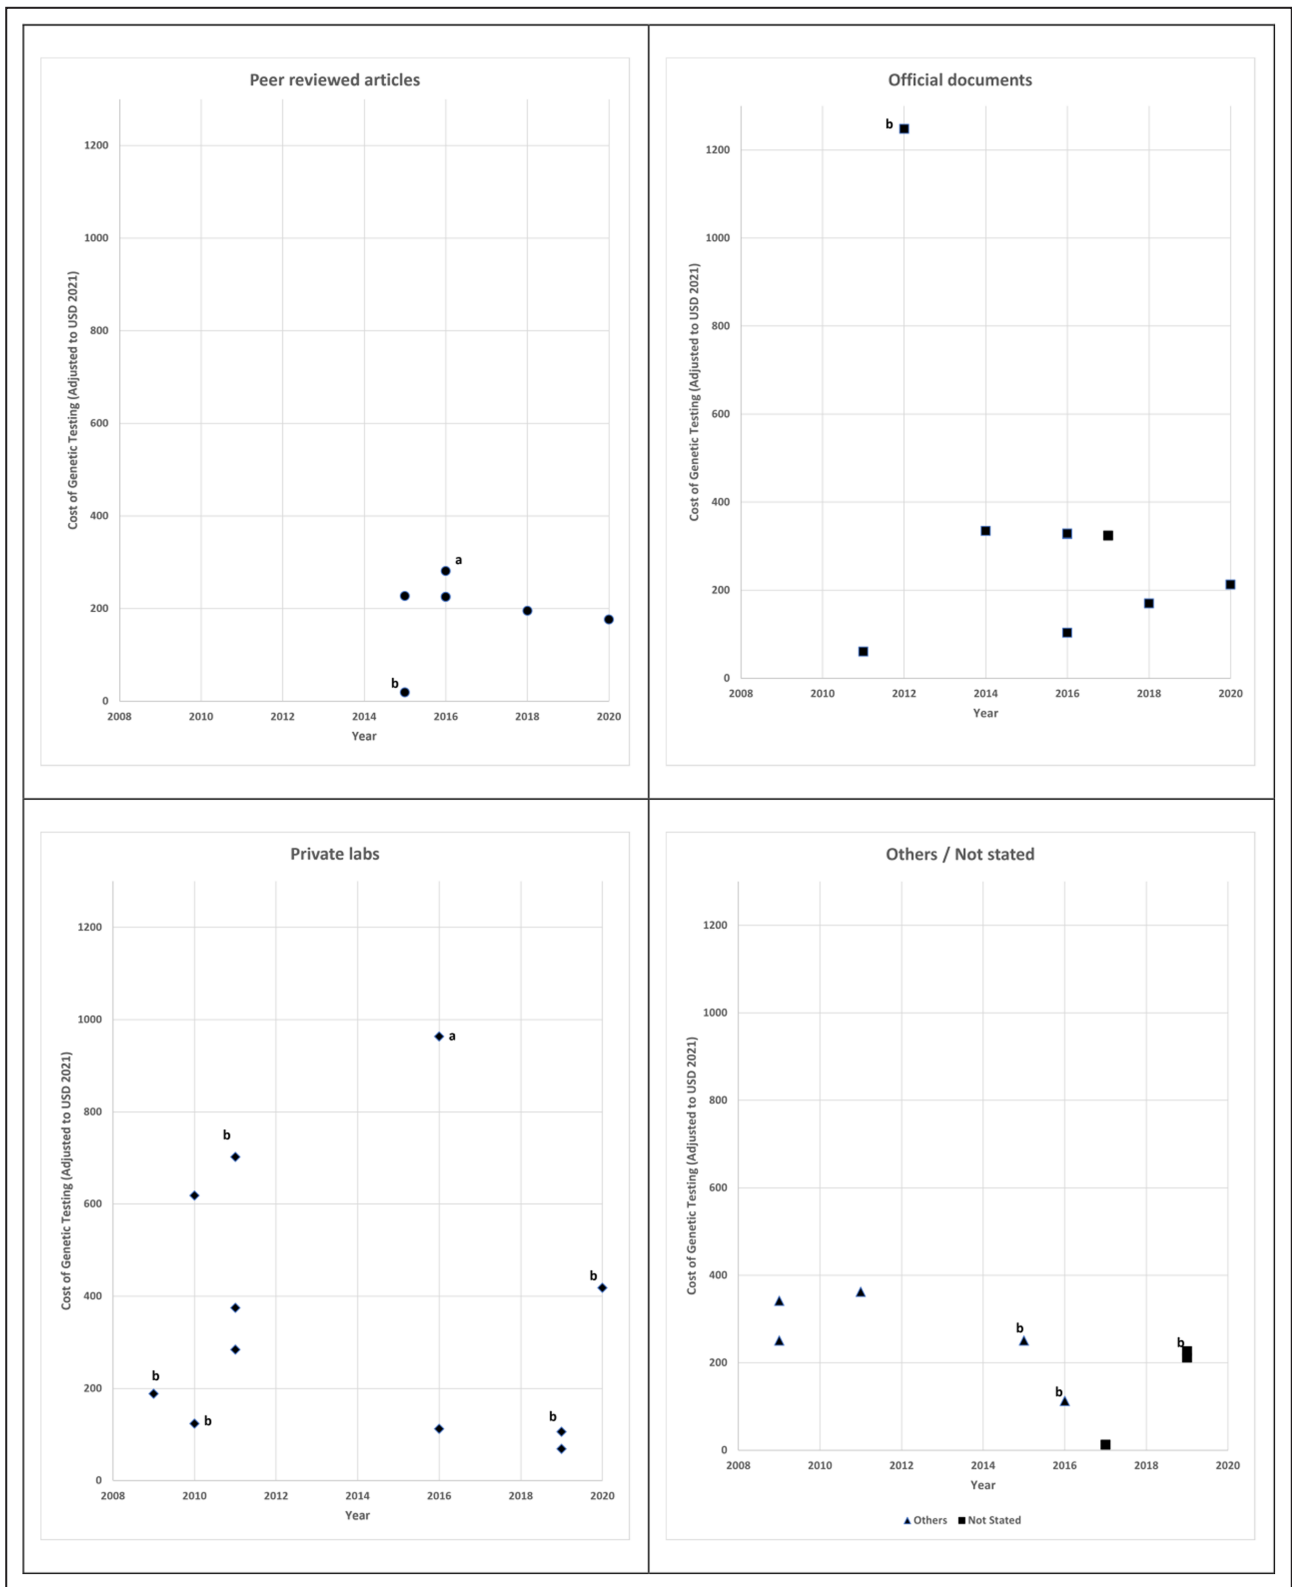 Peer reviewed articles
1200
1000
800
600
400
200
0
Cost of Genetic Testing (Adjusted to USD 2021)
a
b
2008 2010 2012 2014 2016 2018 2020
Year
Official documents
b
1200
1000
800
600
400
200
0
Cost of Genetic Testing (Adjusted to USD 2021)
2008 2010 2012 2014 2016 2018 2020
Year
Private labs
1200
1000
800
600
400
200
0
Cost of Genetic Testing (Adjusted to USD 2021)
a
b
b
b
b
b
2008 2010 2012 2014 2016 2018 2020
Year
Others / Not stated
1200
1000
800
600
400
200
0
Cost of Genetic Testing (Adjusted to USD 2021)
b
b
b
2008 2010 2012 2014 2016 2018 2020
Year
Others Not Stated